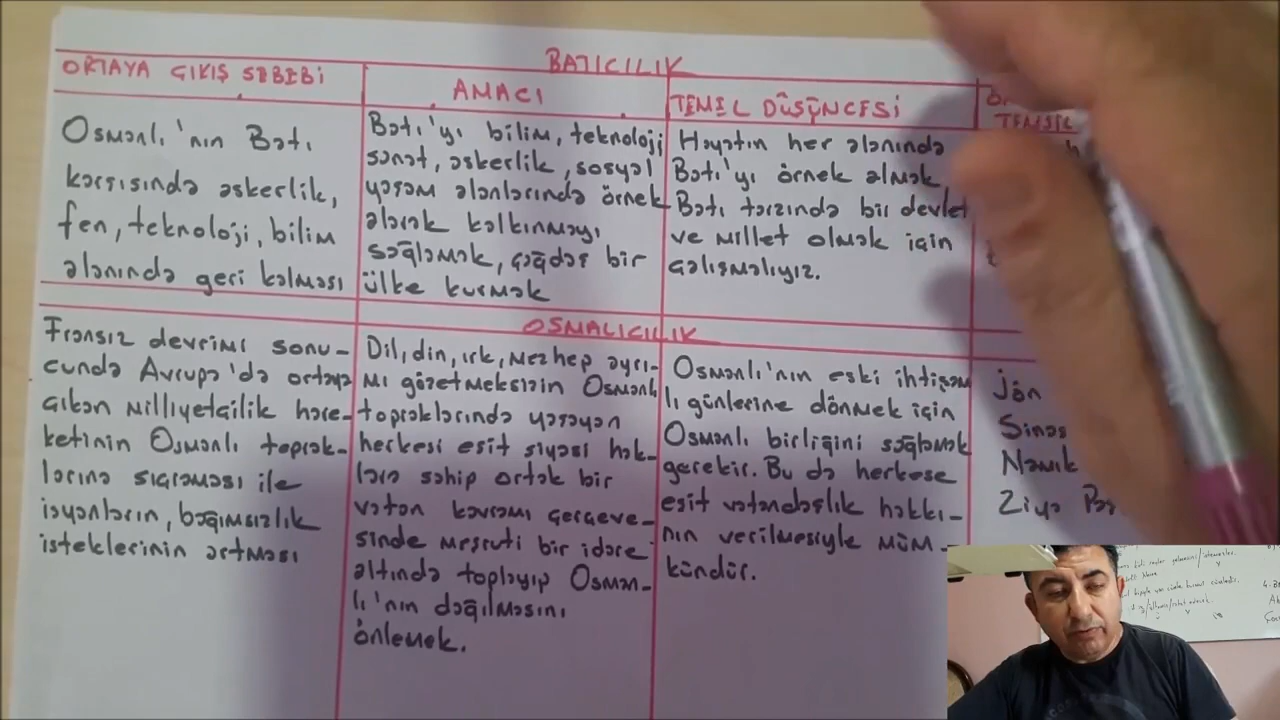 BATICILIK
ORTAYA ÇIKIŞ SEBEBİ
AMACI
TEMEL DÜŞÜNCESİ
Osmanlı'nın Batı
karşısında askerlik,
fen, teknoloji, bilim
alanında geri kalması
Batı'yı bilim, teknoloji
sanat, askerlik, sosyal
yaşam alanlarında örnek
alarak kalkınmayı
sağlamak, çağdaş bir
ülke kurmak
Hayatın her alanında
Batı'yı örnek almak
Batı tarzında bir devlet
ve millet olmak için
çalışmalıyız.
OSMALICILIK
Fransız devrimi sonu-
cunda Avrupa'da ortaya
çıkan milliyetçilik hare-
ketinin Osmanlı toprak-
larına sıçraması ile
isyanların, bağımsızlık
isteklerinin artması
Dil, din, ırk, mezhep ayrı-
mı gözetmeksizin Osmanlı
topraklarında yaşayan
herkesi eşit siyasi hak-
lara sahip ortak bir
vatan kavramı çerçeve-
sinde meşruti bir idare
altında toplayıp Osman-
lı'nın dağılmasını
önlemek.
Osmanlı'nın eski ihtişam
lı günlerine dönmek için
Osmanlı birliğini sağlamak
gerekir. Bu da herkese
eşit vatandaşlık hakkı-
nın verilmesiyle müm-
kündür.
Jön
Şinas
Namık
Ziya Paş